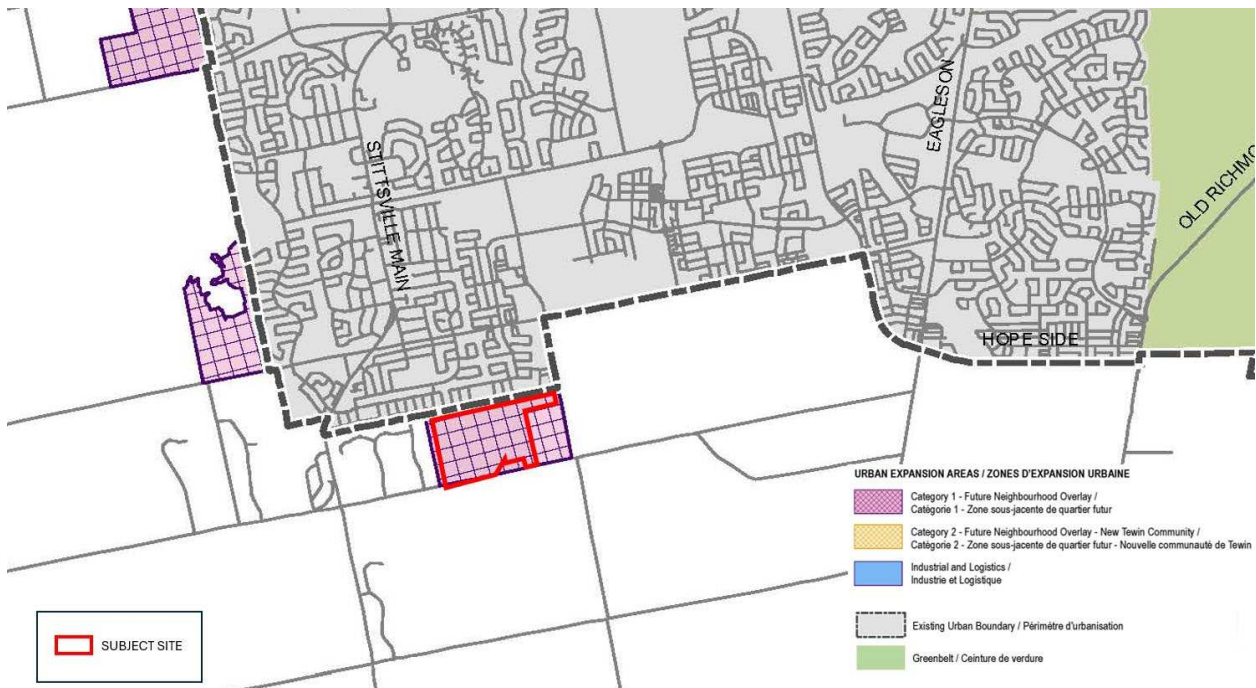 STITTSVILLE MAIN
EAGLESON
OLD RICHMO
HOPE SIDE
URBAN EXPANSION AREAS / ZONES D'EXPANSION URBAINE
Category 1 - Future Neighbourhood Overlay /
Catégorie 1 - Zone sous-jacente de quartier futur
Category 2 - Future Neighbourhood Overlay - New Tewin Community /
Catégorie 2 - Zone sous-jacente de quartier futur - Nouvelle communauté de Tewin
Industrial and Logistics /
Industrie et Logistique
Existing Urban Boundary / Périmètre d'urbanisation
Greenbelt / Ceinture de verdure
SUBJECT SITE